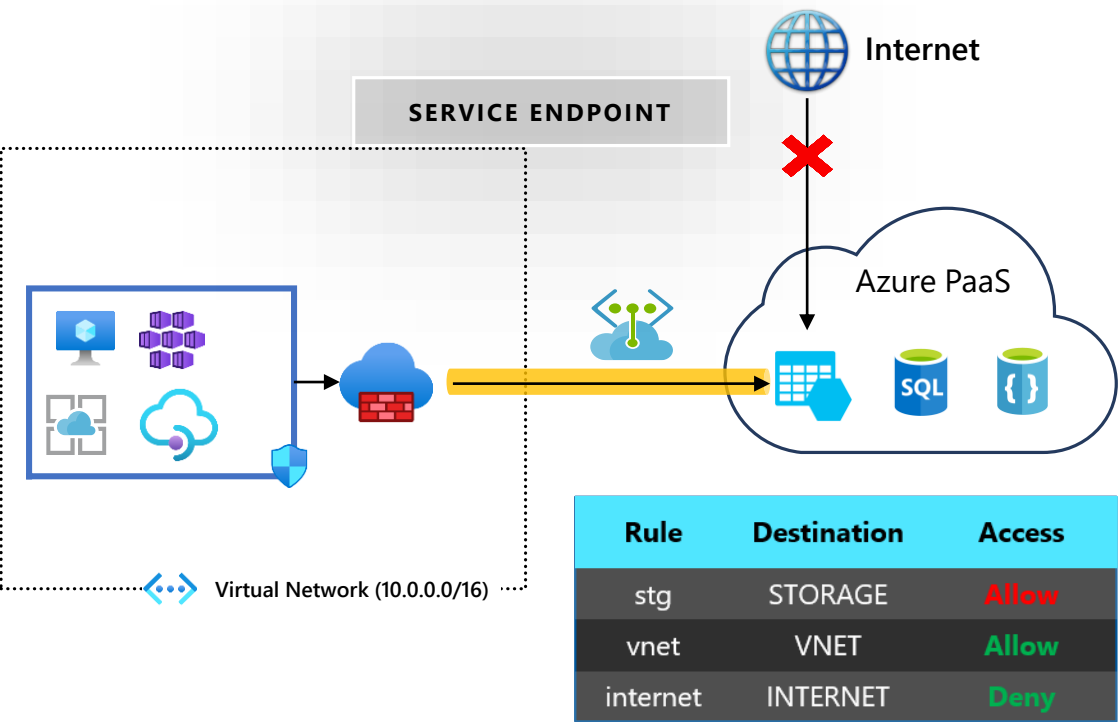 Internet
SERVICE ENDPOINT
Azure PaaS
SQL
{ }
Virtual Network (10.0.0.0/16)
Rule Destination Access
stg STORAGE Allow
vnet VNET Allow
internet INTERNET Deny